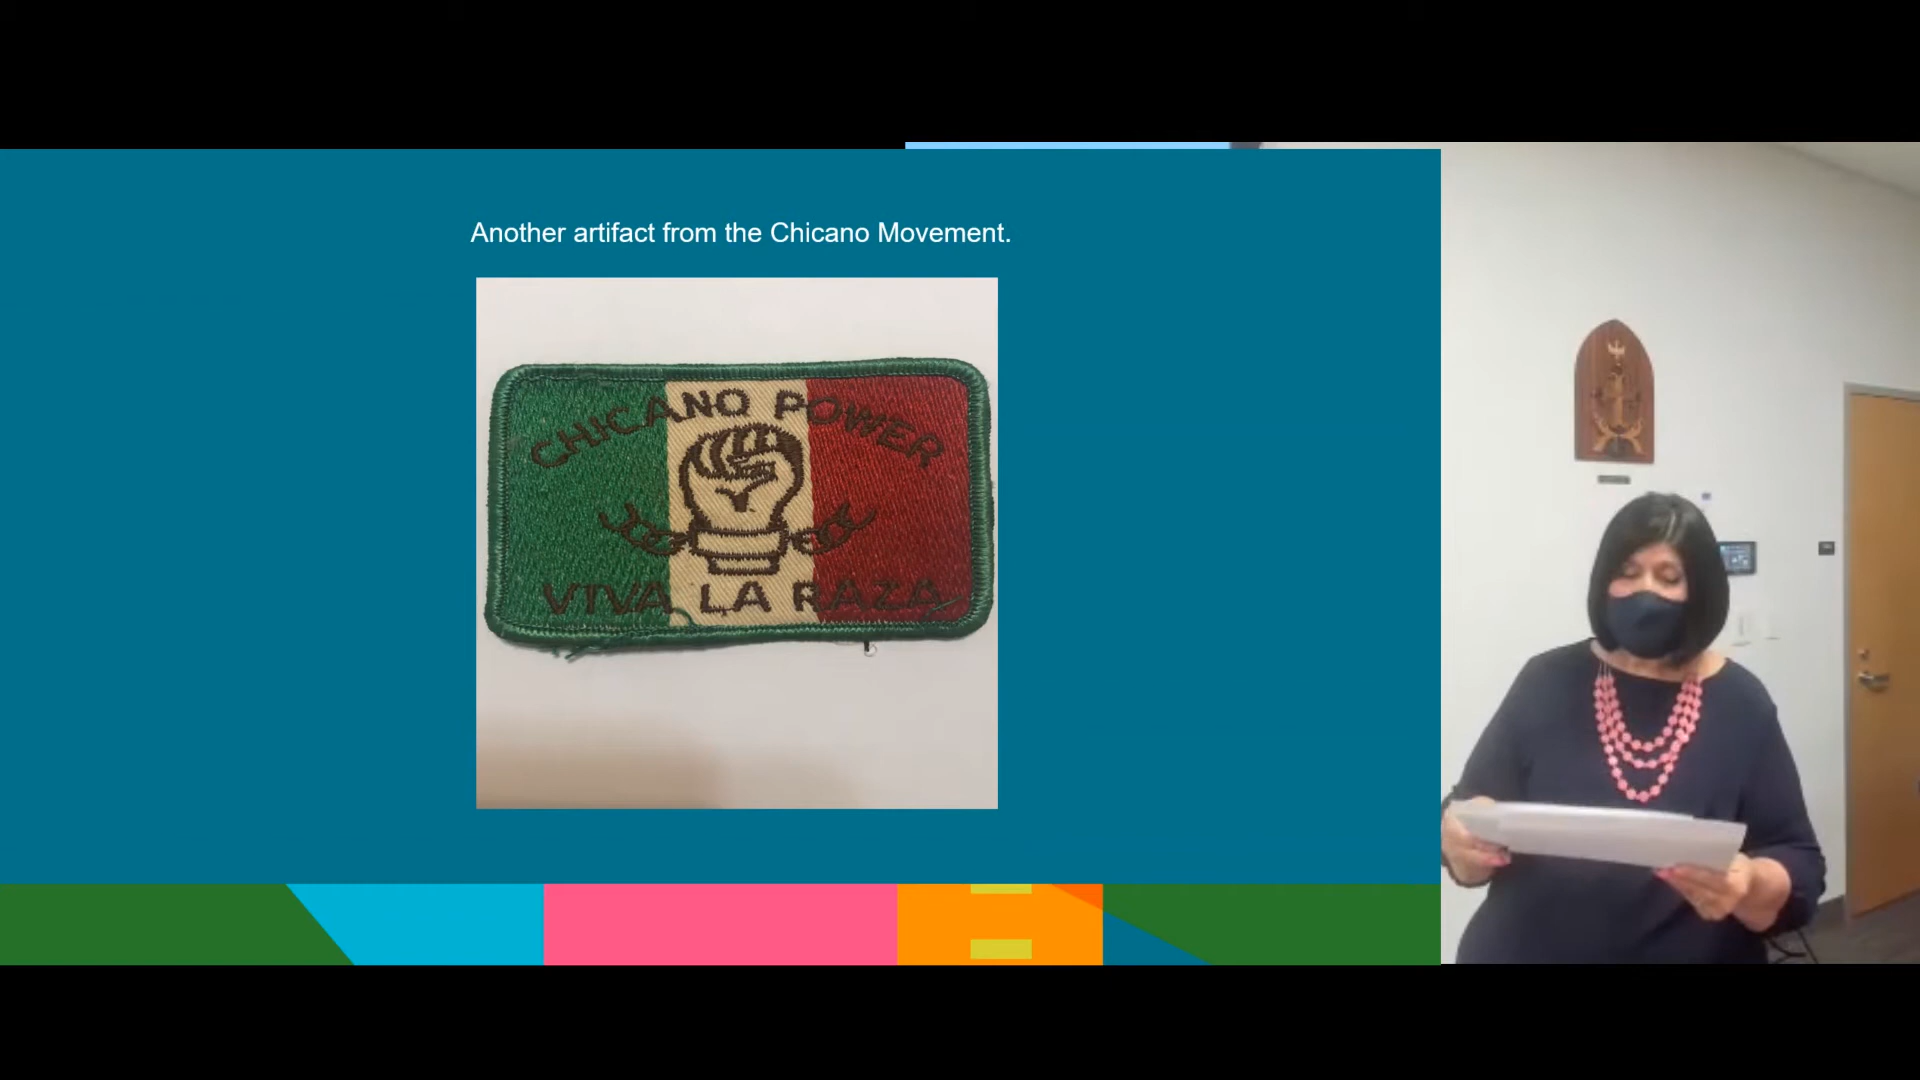 Another artifact from the Chicano Movement.
CHICANO POWER
VIVA LA RAZA